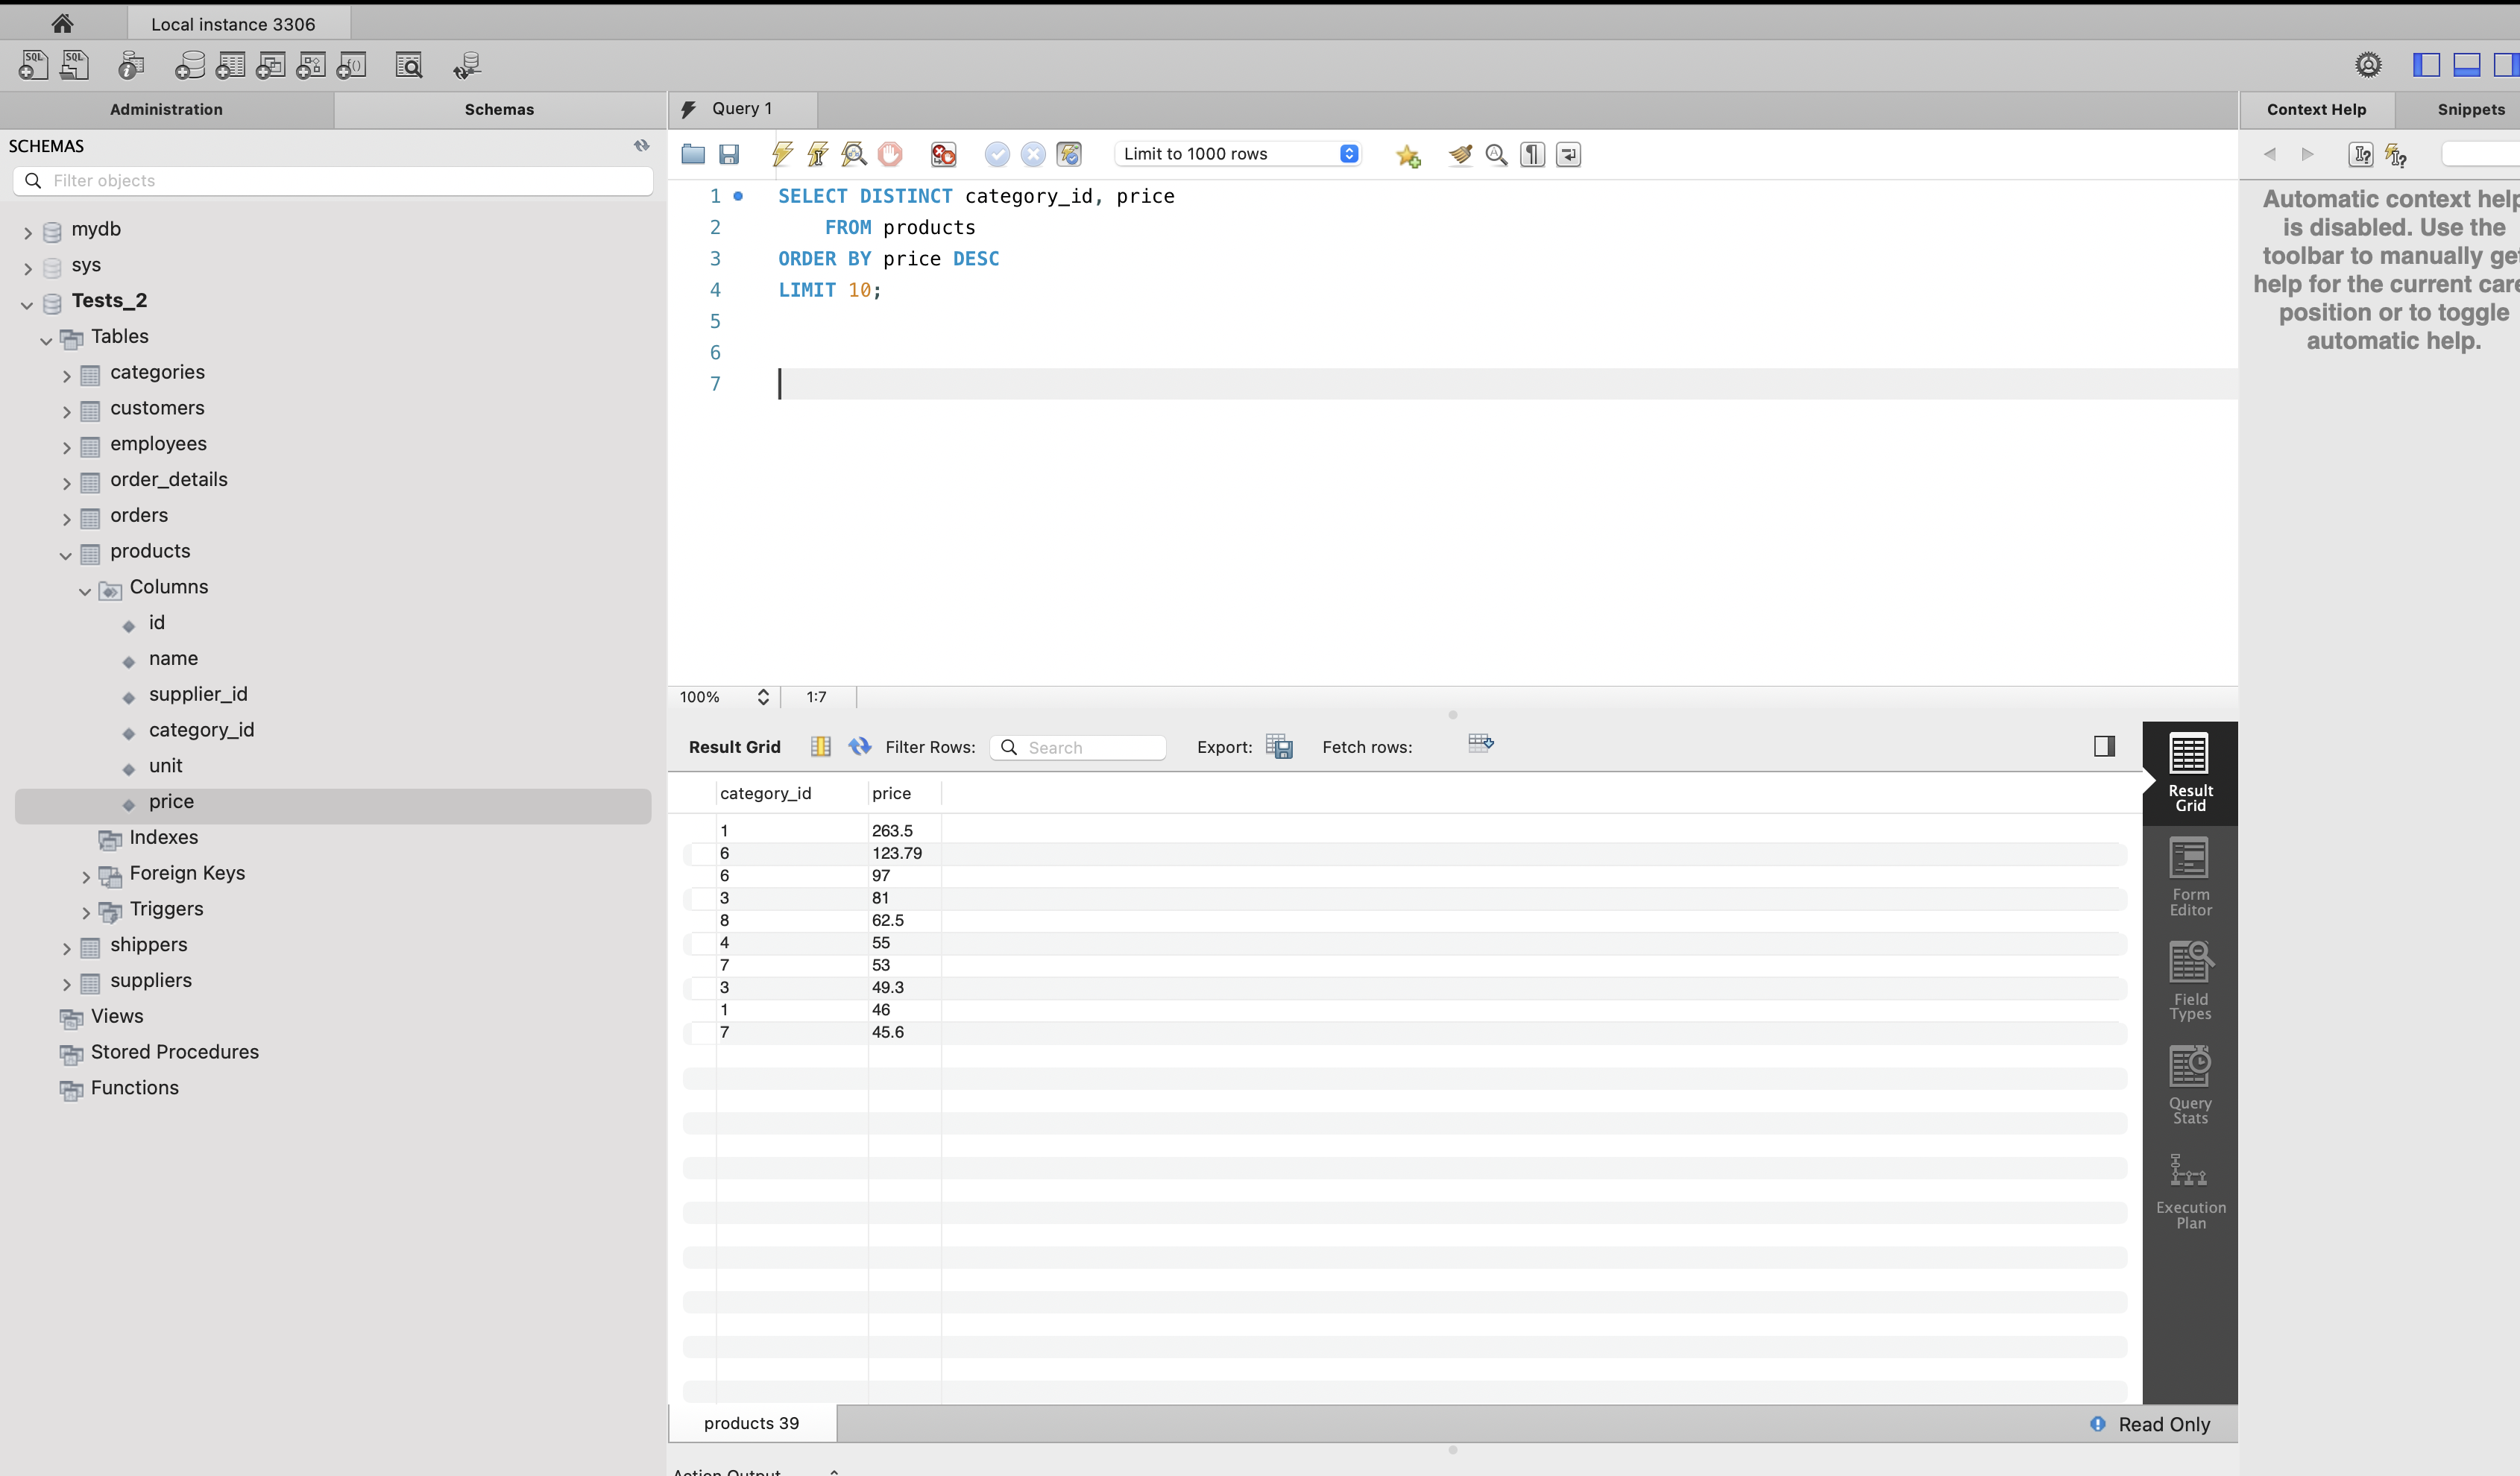 Local instance 3306
SQL SQL
Administration Schemas
SCHEMAS
Filter objects
mydb
sys
Tests_2
Tables
categories
customers
employees
order_details
orders
products
Columns
id
name
supplier_id
category_id
unit
price
Indexes
Foreign Keys
Triggers
shippers
suppliers
Views
Stored Procedures
Functions
Query 1
Limit to 1000 rows
1 SELECT DISTINCT category_id, price
2 FROM products
3 ORDER BY price DESC
4 LIMIT 10;
5
6
7
100% 1:7
Result Grid Filter Rows: Search Export: Fetch rows:
category_id price
1 263.5
6 123.79
6 97
3 81
8 62.5
4 55
7 53
3 49.3
1 46
7 45.6
Result
Grid
Form
Editor
Field
Types
Query
Stats
Execution
Plan
products 39
Read Only
Action Output
Context Help Snippets
Automatic context help
is disabled. Use the
toolbar to manually get
help for the current care
position or to toggle
automatic help.